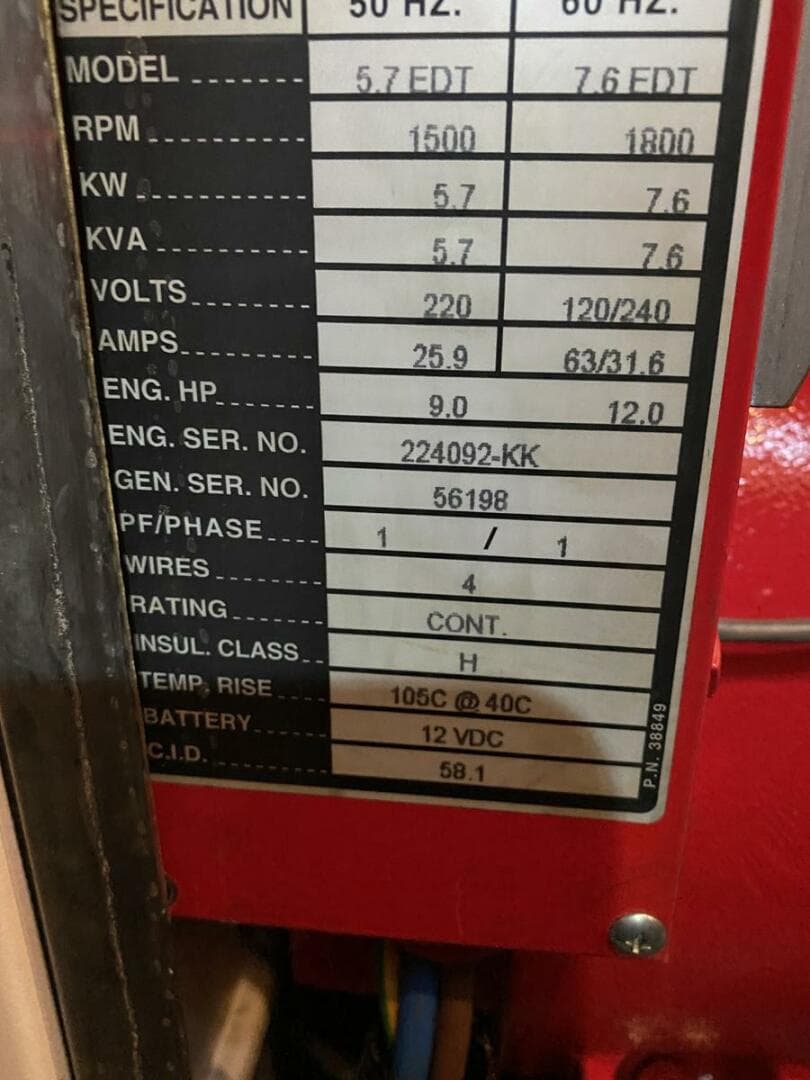 SPECIFICATION 50 HZ. 60 HZ.
MODEL 5.7 EDT 7.6 EDT
RPM 1500 1800
KW 5.7 7.6
KVA 5.7 7.6
VOLTS 220 120/240
AMPS 25.9 63/31.6
ENG. HP 9.0 12.0
ENG. SER. NO. 224092-KK
GEN. SER. NO. 56198
PF/PHASE 1 / 1
WIRES 4
RATING CONT.
INSUL. CLASS H
TEMP. RISE 105C @ 40C
BATTERY 12 VDC
C.I.D. 58.1
P.N. 38849